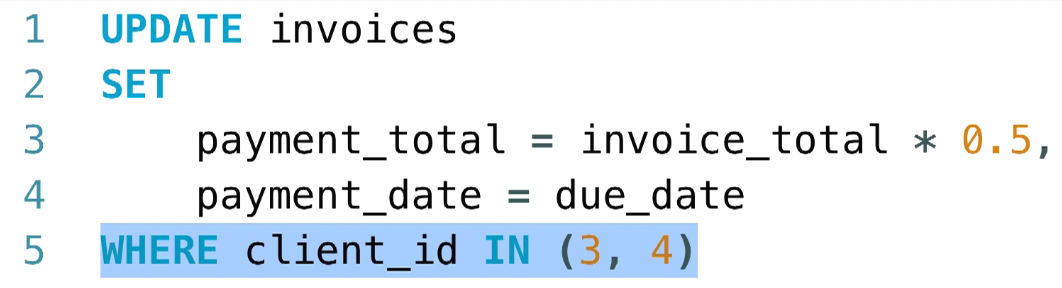 1 UPDATE invoices
2 SET
3 payment_total = invoice_total * 0.5,
4 payment_date = due_date
5 WHERE client_id IN (3, 4)